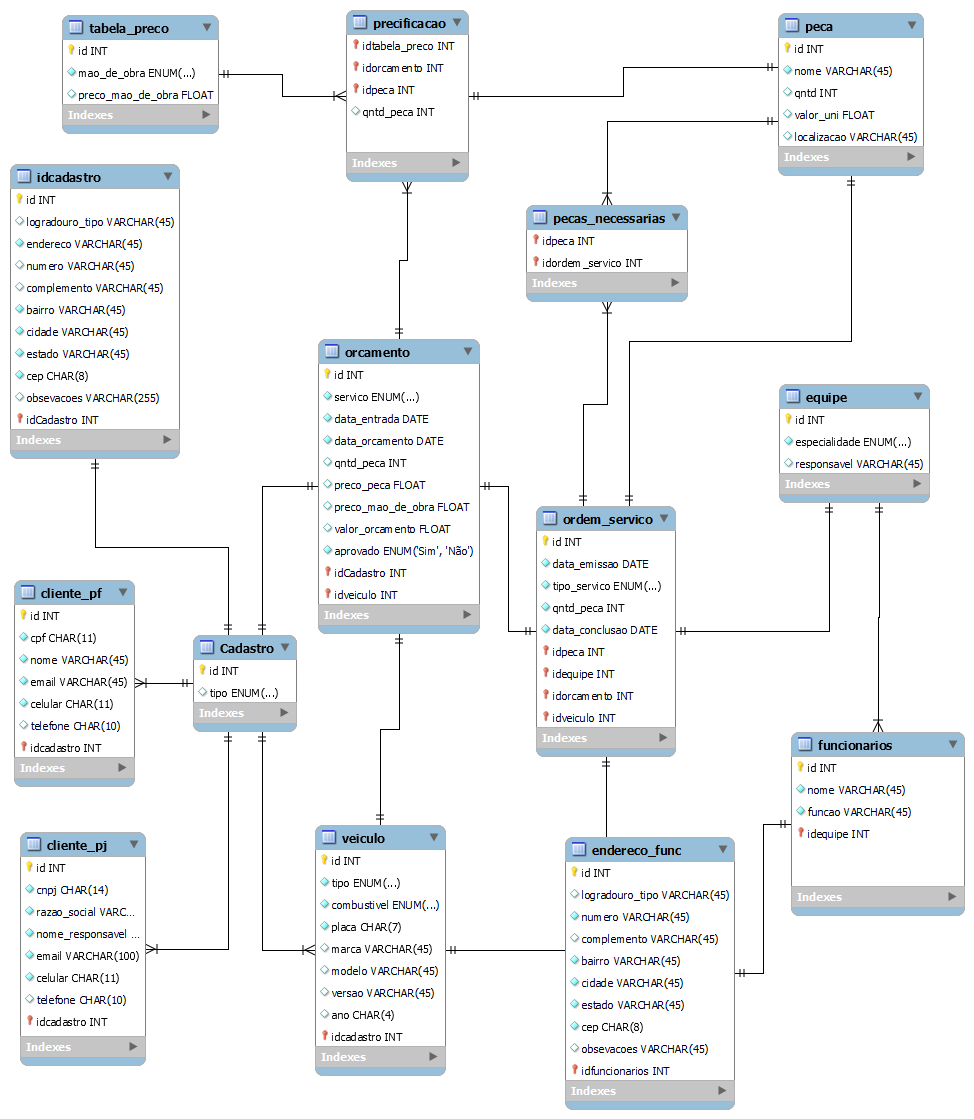 tabela_preco
id INT
mao_de_obra ENUM(...)
preco_mao_de_obra FLOAT
Indexes
precificacao
idtabela_preco INT
idorcamento INT
idpeca INT
qntd_peca INT
Indexes
peca
id INT
nome VARCHAR(45)
qntd INT
valor_uni FLOAT
localizacao VARCHAR(45)
Indexes
idcadastro
id INT
logradouro_tipo VARCHAR(45)
endereco VARCHAR(45)
numero VARCHAR(45)
complemento VARCHAR(45)
bairro VARCHAR(45)
cidade VARCHAR(45)
estado VARCHAR(45)
cep CHAR(8)
obsevacoes VARCHAR(255)
idCadastro INT
Indexes
pecas_necessarias
idpeca INT
idordem_servico INT
Indexes
orcamento
id INT
servico ENUM(...)
data_entrada DATE
data_orcamento DATE
qntd_peca INT
preco_peca FLOAT
preco_mao_de_obra FLOAT
valor_orcamento FLOAT
aprovado ENUM('Sim', 'Não')
idCadastro INT
idveiculo INT
Indexes
equipe
id INT
especialidade ENUM(...)
responsavel VARCHAR(45)
Indexes
ordem_servico
id INT
data_emissao DATE
tipo_servico ENUM(...)
qntd_peca INT
data_conclusao DATE
idpeca INT
idequipe INT
idorcamento INT
idveiculo INT
Indexes
cliente_pf
id INT
cpf CHAR(11)
nome VARCHAR(45)
email VARCHAR(45)
celular CHAR(11)
telefone CHAR(10)
idcadastro INT
Indexes
Cadastro
id INT
tipo ENUM(...)
Indexes
funcionarios
id INT
nome VARCHAR(45)
funcao VARCHAR(45)
idequipe INT
Indexes
cliente_pj
id INT
cnpj CHAR(14)
razao_social VARC...
nome_responsavel ...
email VARCHAR(100)
celular CHAR(11)
telefone CHAR(10)
idcadastro INT
Indexes
veiculo
id INT
tipo ENUM(...)
combustivel ENUM(...)
placa CHAR(7)
marca VARCHAR(45)
modelo VARCHAR(45)
versao VARCHAR(45)
ano CHAR(4)
idcadastro INT
Indexes
endereco_func
id INT
logradouro_tipo VARCHAR(45)
numero VARCHAR(45)
complemento VARCHAR(45)
bairro VARCHAR(45)
cidade VARCHAR(45)
estado VARCHAR(45)
cep CHAR(8)
obsevacoes VARCHAR(45)
idfuncionarios INT
Indexes